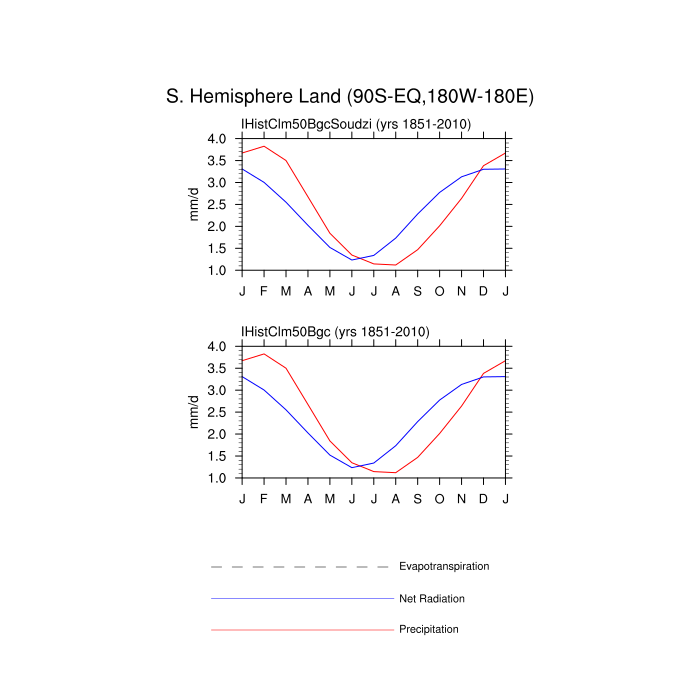 S. Hemisphere Land (90S-EQ,180W-180E)
IHistClm50BgcSoudzi (yrs 1851-2010)
4.0
3.5
3.0
2.5
2.0
1.5
1.0
mm/d
J F M A M J J A S O N D J
IHistClm50Bgc (yrs 1851-2010)
4.0
3.5
3.0
2.5
2.0
1.5
1.0
mm/d
J F M A M J J A S O N D J
Evapotranspiration
Net Radiation
Precipitation